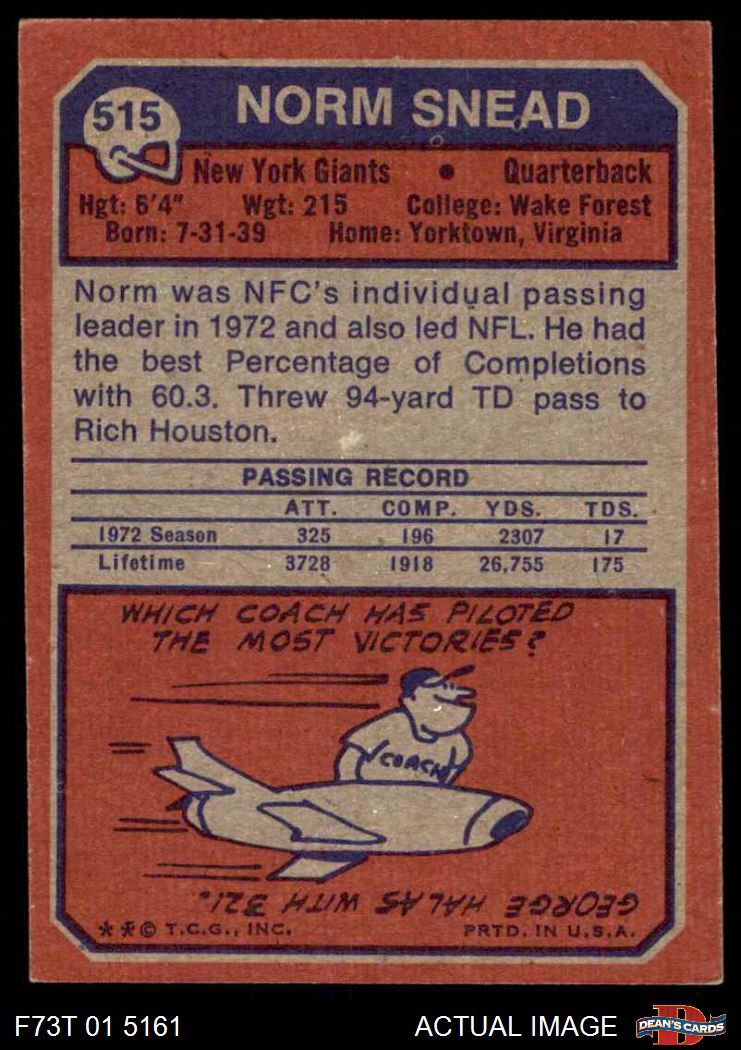 515
NORM SNEAD
New York Giants • Quarterback
Hgt: 6'4" Wgt: 215 College: Wake Forest
Born: 7-31-39 Home: Yorktown, Virginia
Norm was NFC's individual passing
leader in 1972 and also led NFL. He had
the best Percentage of Completions
with 60.3. Threw 94-yard TD pass to
Rich Houston.
PASSING RECORD
ATT. COMP. YDS. TDS.
1972 Season 325 196 2307 17
Lifetime 3728 1918 26,755 175
WHICH COACH HAS PILOTED
THE MOST VICTORIES?
COACH
GEORGE HALAS WITH 321.
* * © T.C.G., INC. PRTD. IN U.S.A.
F73T 01 5161 ACTUAL IMAGE
DEAN'S CARDS